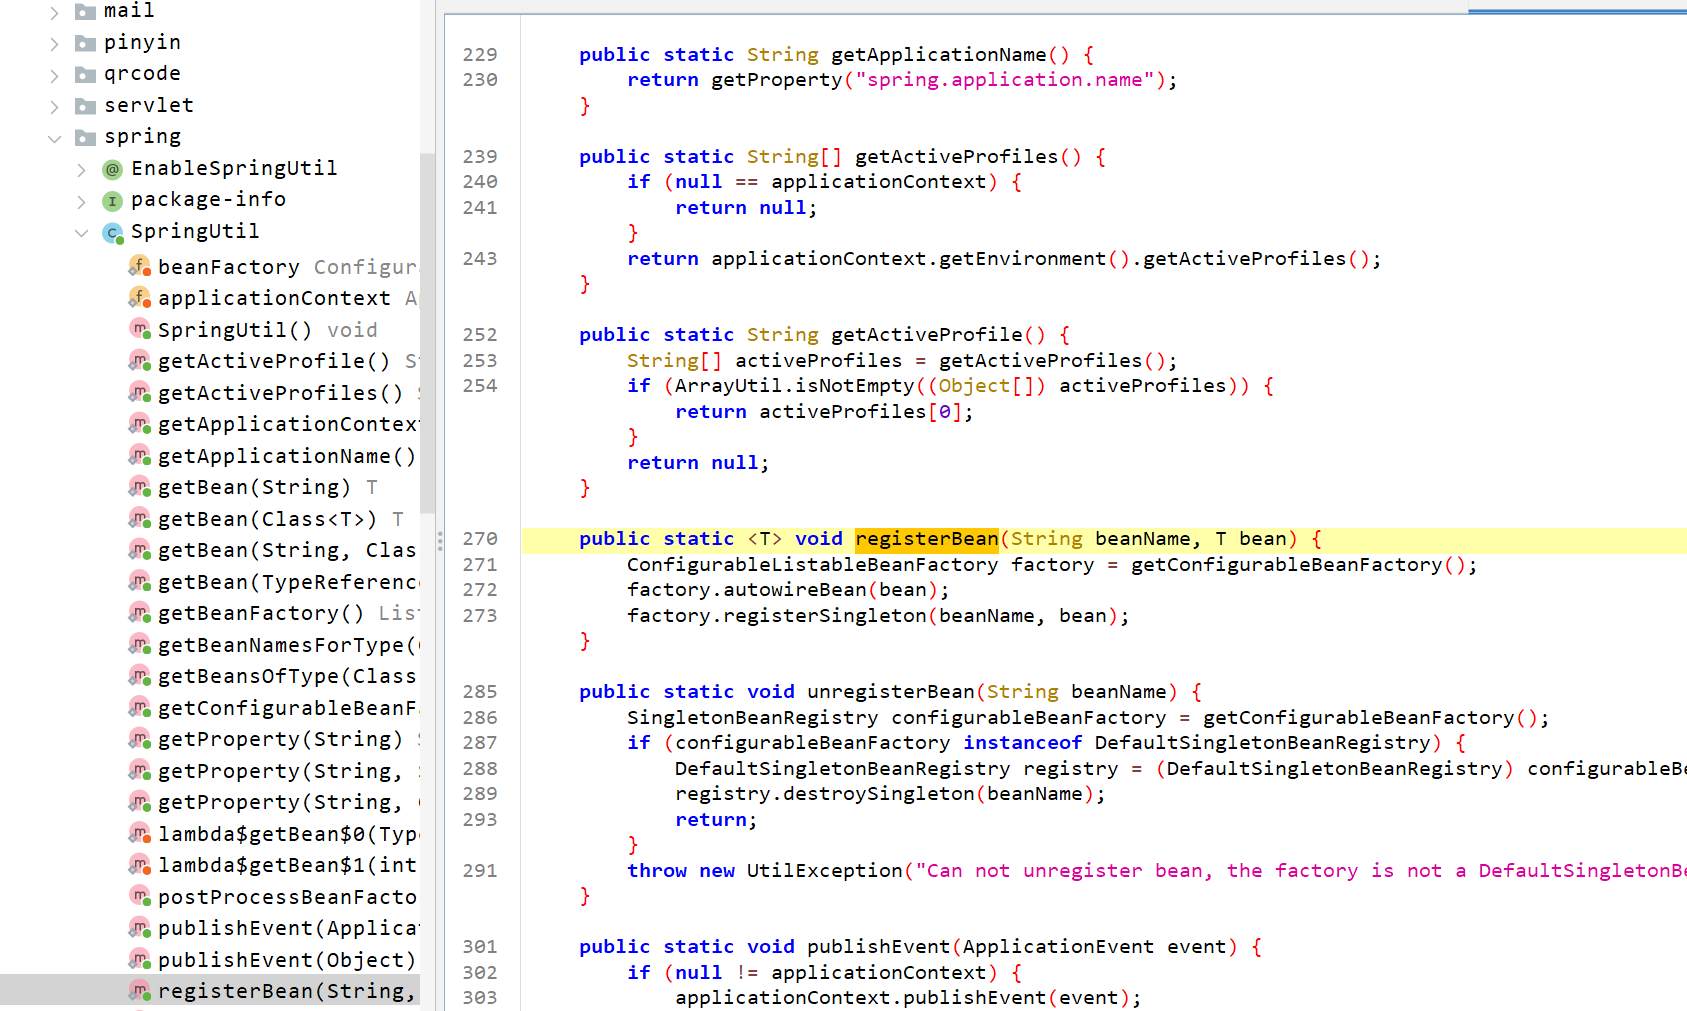 mail
pinyin
qrcode
servlet
spring
EnableSpringUtil
package-info
SpringUtil
beanFactory Configur
applicationContext A
SpringUtil() void
getActiveProfile() S
getActiveProfiles()
getApplicationContex
getApplicationName()
getBean(String) T
getBean(Class<T>) T
getBean(String, Clas
getBean(TypeReferenc
getBeanFactory() Lis
getBeanNamesForType(
getBeansOfType(Class
getConfigurableBeanF
getProperty(String)
getProperty(String,
getProperty(String,
lambda$getBean$0(Typ
lambda$getBean$1(int
postProcessBeanFacto
publishEvent(Applica
publishEvent(Object)
registerBean(String,
229 public static String getApplicationName() {
230 return getProperty("spring.application.name");
}
239 public static String[] getActiveProfiles() {
240 if (null == applicationContext) {
241 return null;
}
243 return applicationContext.getEnvironment().getActiveProfiles();
}
252 public static String getActiveProfile() {
253 String[] activeProfiles = getActiveProfiles();
254 if (ArrayUtil.isNotEmpty((Object[]) activeProfiles)) {
return activeProfiles[0];
}
return null;
}
270 public static <T> void registerBean(String beanName, T bean) {
271 ConfigurableListableBeanFactory factory = getConfigurableBeanFactory();
272 factory.autowireBean(bean);
273 factory.registerSingleton(beanName, bean);
}
285 public static void unregisterBean(String beanName) {
286 SingletonBeanRegistry configurableBeanFactory = getConfigurableBeanFactory();
287 if (configurableBeanFactory instanceof DefaultSingletonBeanRegistry) {
288 DefaultSingletonBeanRegistry registry = (DefaultSingletonBeanRegistry) configurableBe
289 registry.destroySingleton(beanName);
293 return;
}
291 throw new UtilException("Can not unregister bean, the factory is not a DefaultSingletonBe
}
301 public static void publishEvent(ApplicationEvent event) {
302 if (null != applicationContext) {
303 applicationContext.publishEvent(event);